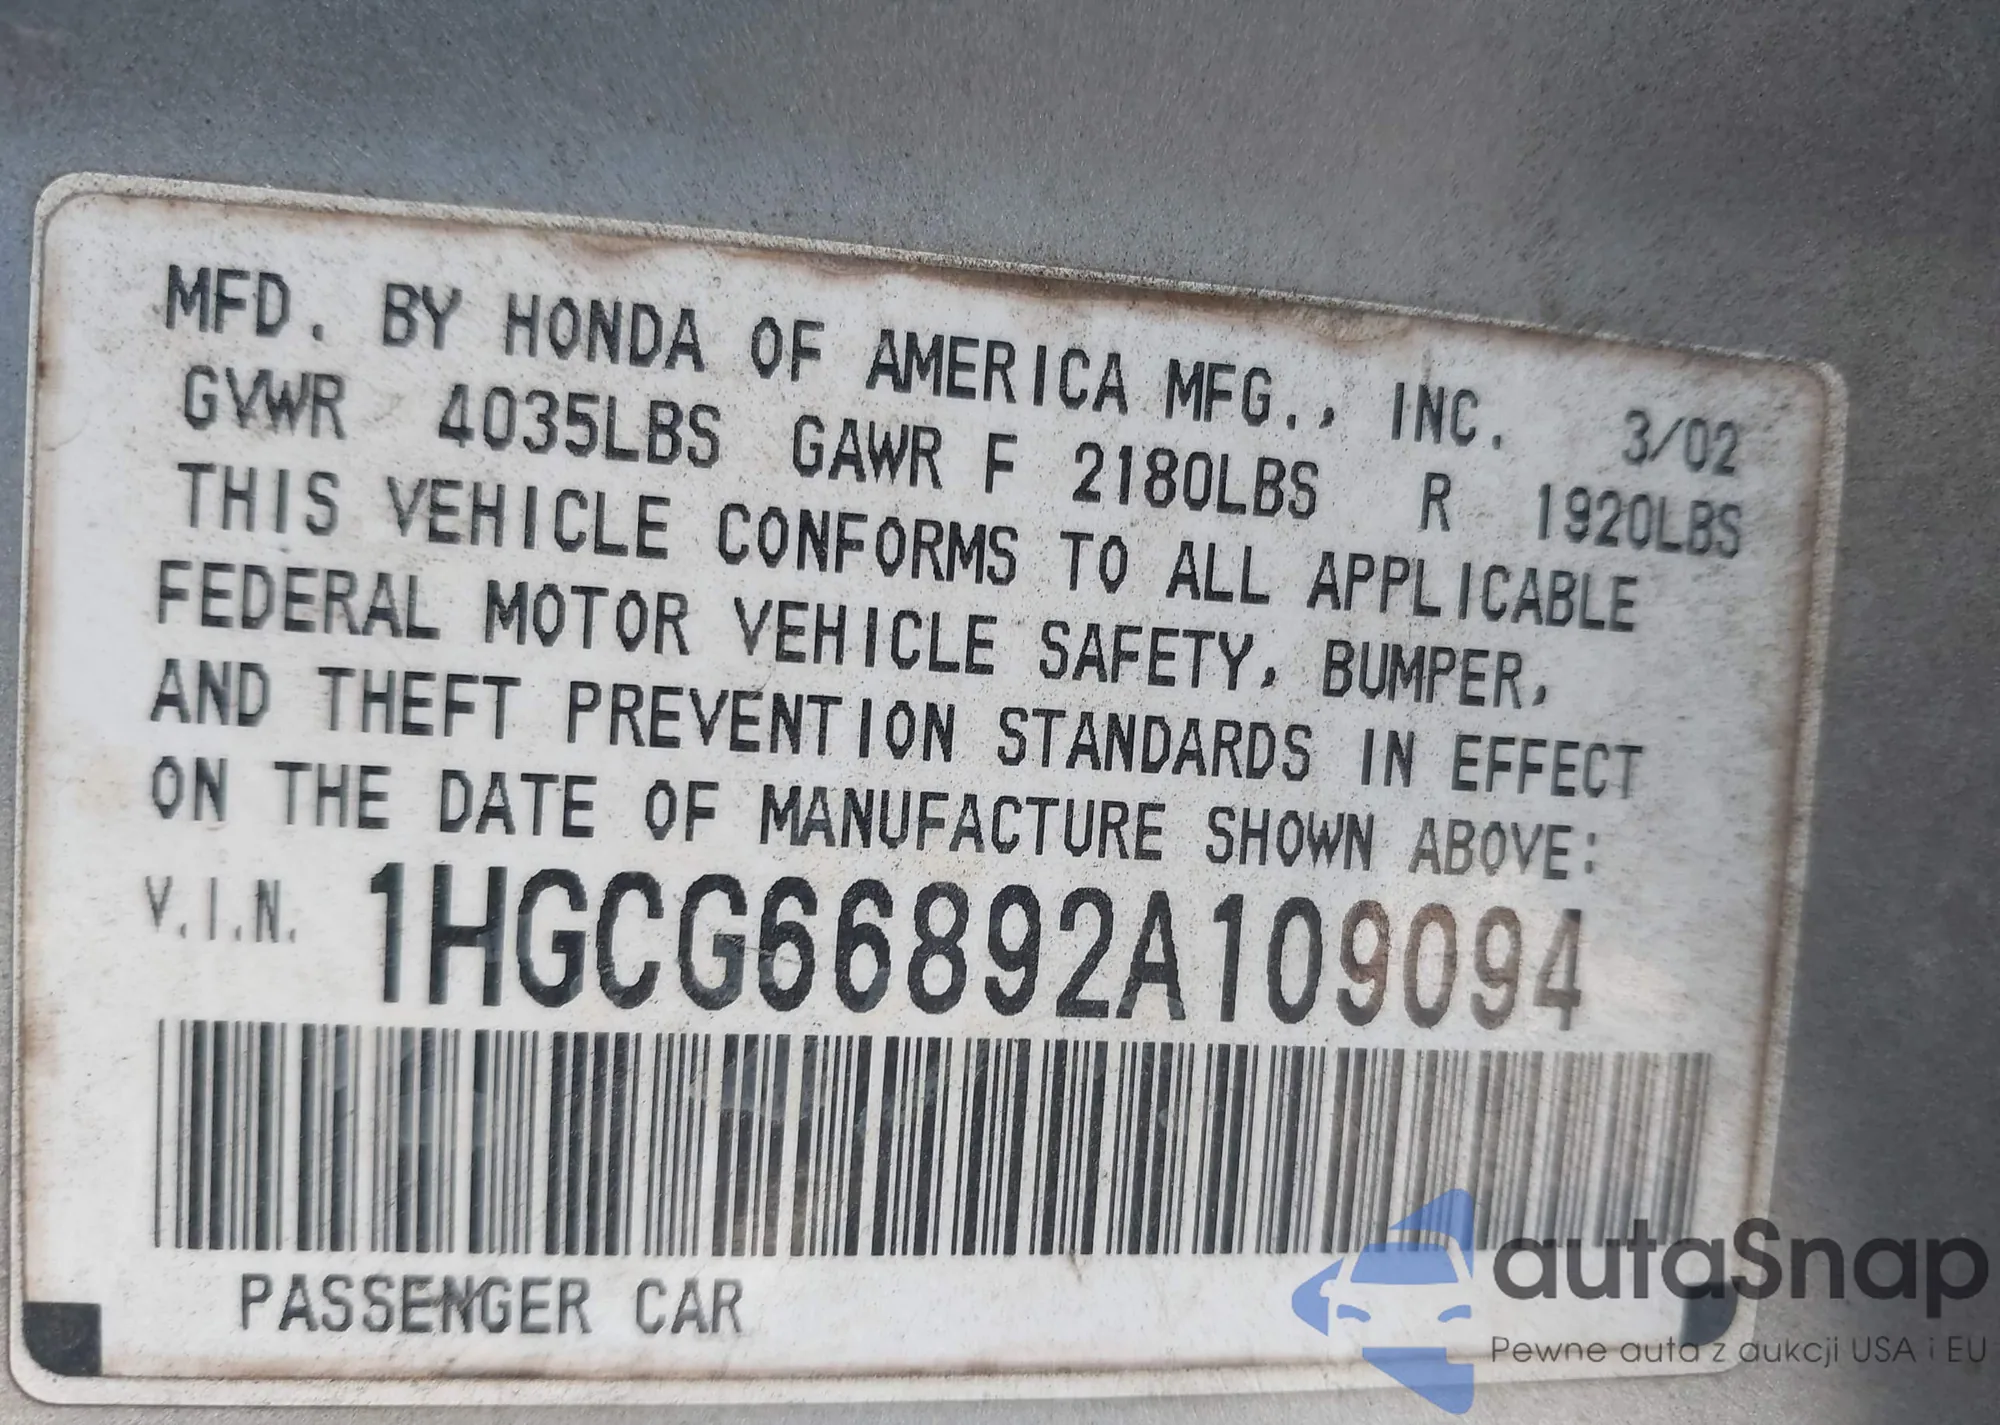 MFD. BY HONDA OF AMERICA MFG., INC. 3/02
GVWR 4035LBS GAWR F 2180LBS R 1920LBS
THIS VEHICLE CONFORMS TO ALL APPLICABLE
FEDERAL MOTOR VEHICLE SAFETY, BUMPER,
AND THEFT PREVENTION STANDARDS IN EFFECT
ON THE DATE OF MANUFACTURE SHOWN ABOVE:
V.I.N. 1HGCG66892A109094
PASSENGER CAR
autaSnap
Pewne auta z aukcji USA i EU